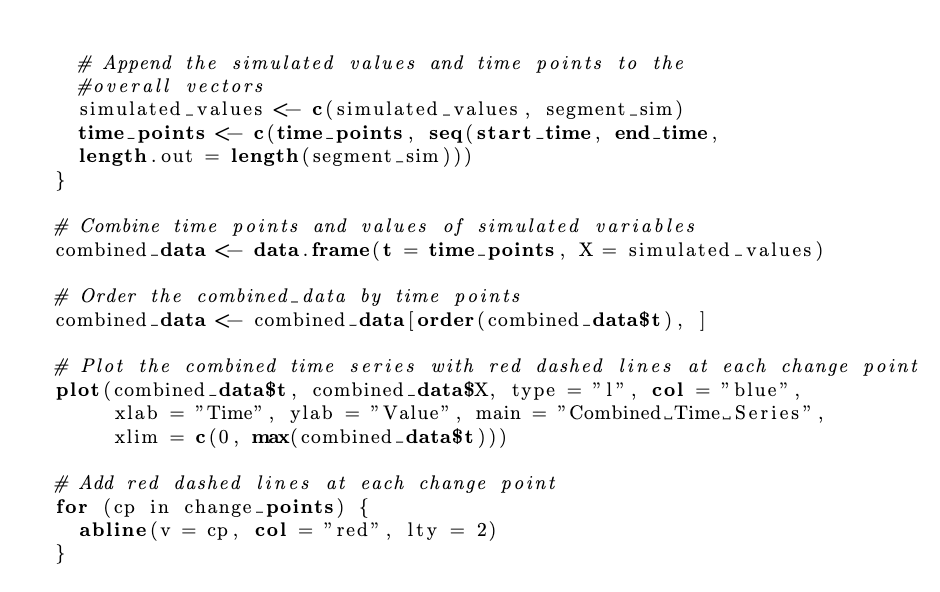 # Append the simulated values and time points to the
#overall vectors
simulated_values <- c(simulated_values, segment_sim)
time_points <- c(time_points, seq(start_time, end_time,
length.out = length(segment_sim)))
}
# Combine time points and values of simulated variables
combined_data <- data.frame(t = time_points, X = simulated_values)
# Order the combined_data by time points
combined_data <- combined_data[order(combined_data$t), ]
# Plot the combined time series with red dashed lines at each change point
plot(combined_data$t, combined_data$X, type = "l", col = "blue",
xlab = "Time", ylab = "Value", main = "Combined␣Time␣Series",
xlim = c(0, max(combined_data$t)))
# Add red dashed lines at each change point
for (cp in change_points) {
abline(v = cp, col = "red", lty = 2)
}